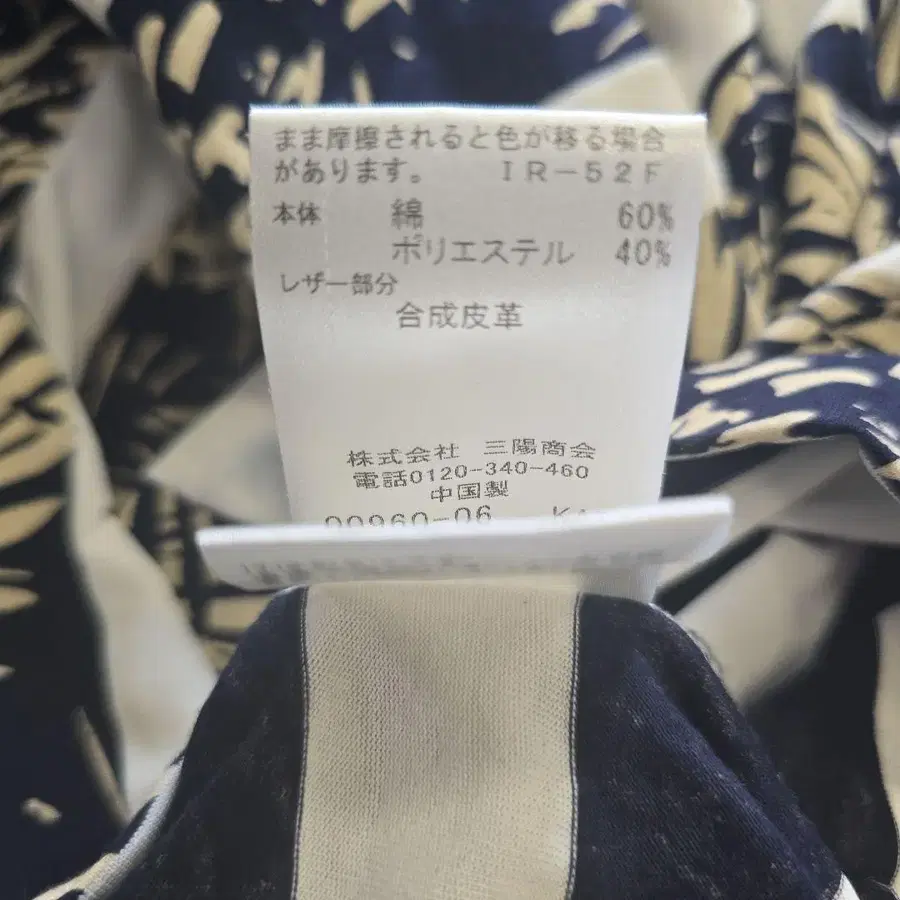 まま摩擦されると色が移る場合
があります。 IR-52F
本体 綿 60%
ポリエステル 40%
レザー部分
合成皮革
株式会社 三陽商会
電話0120-340-460
中国製
00960-06